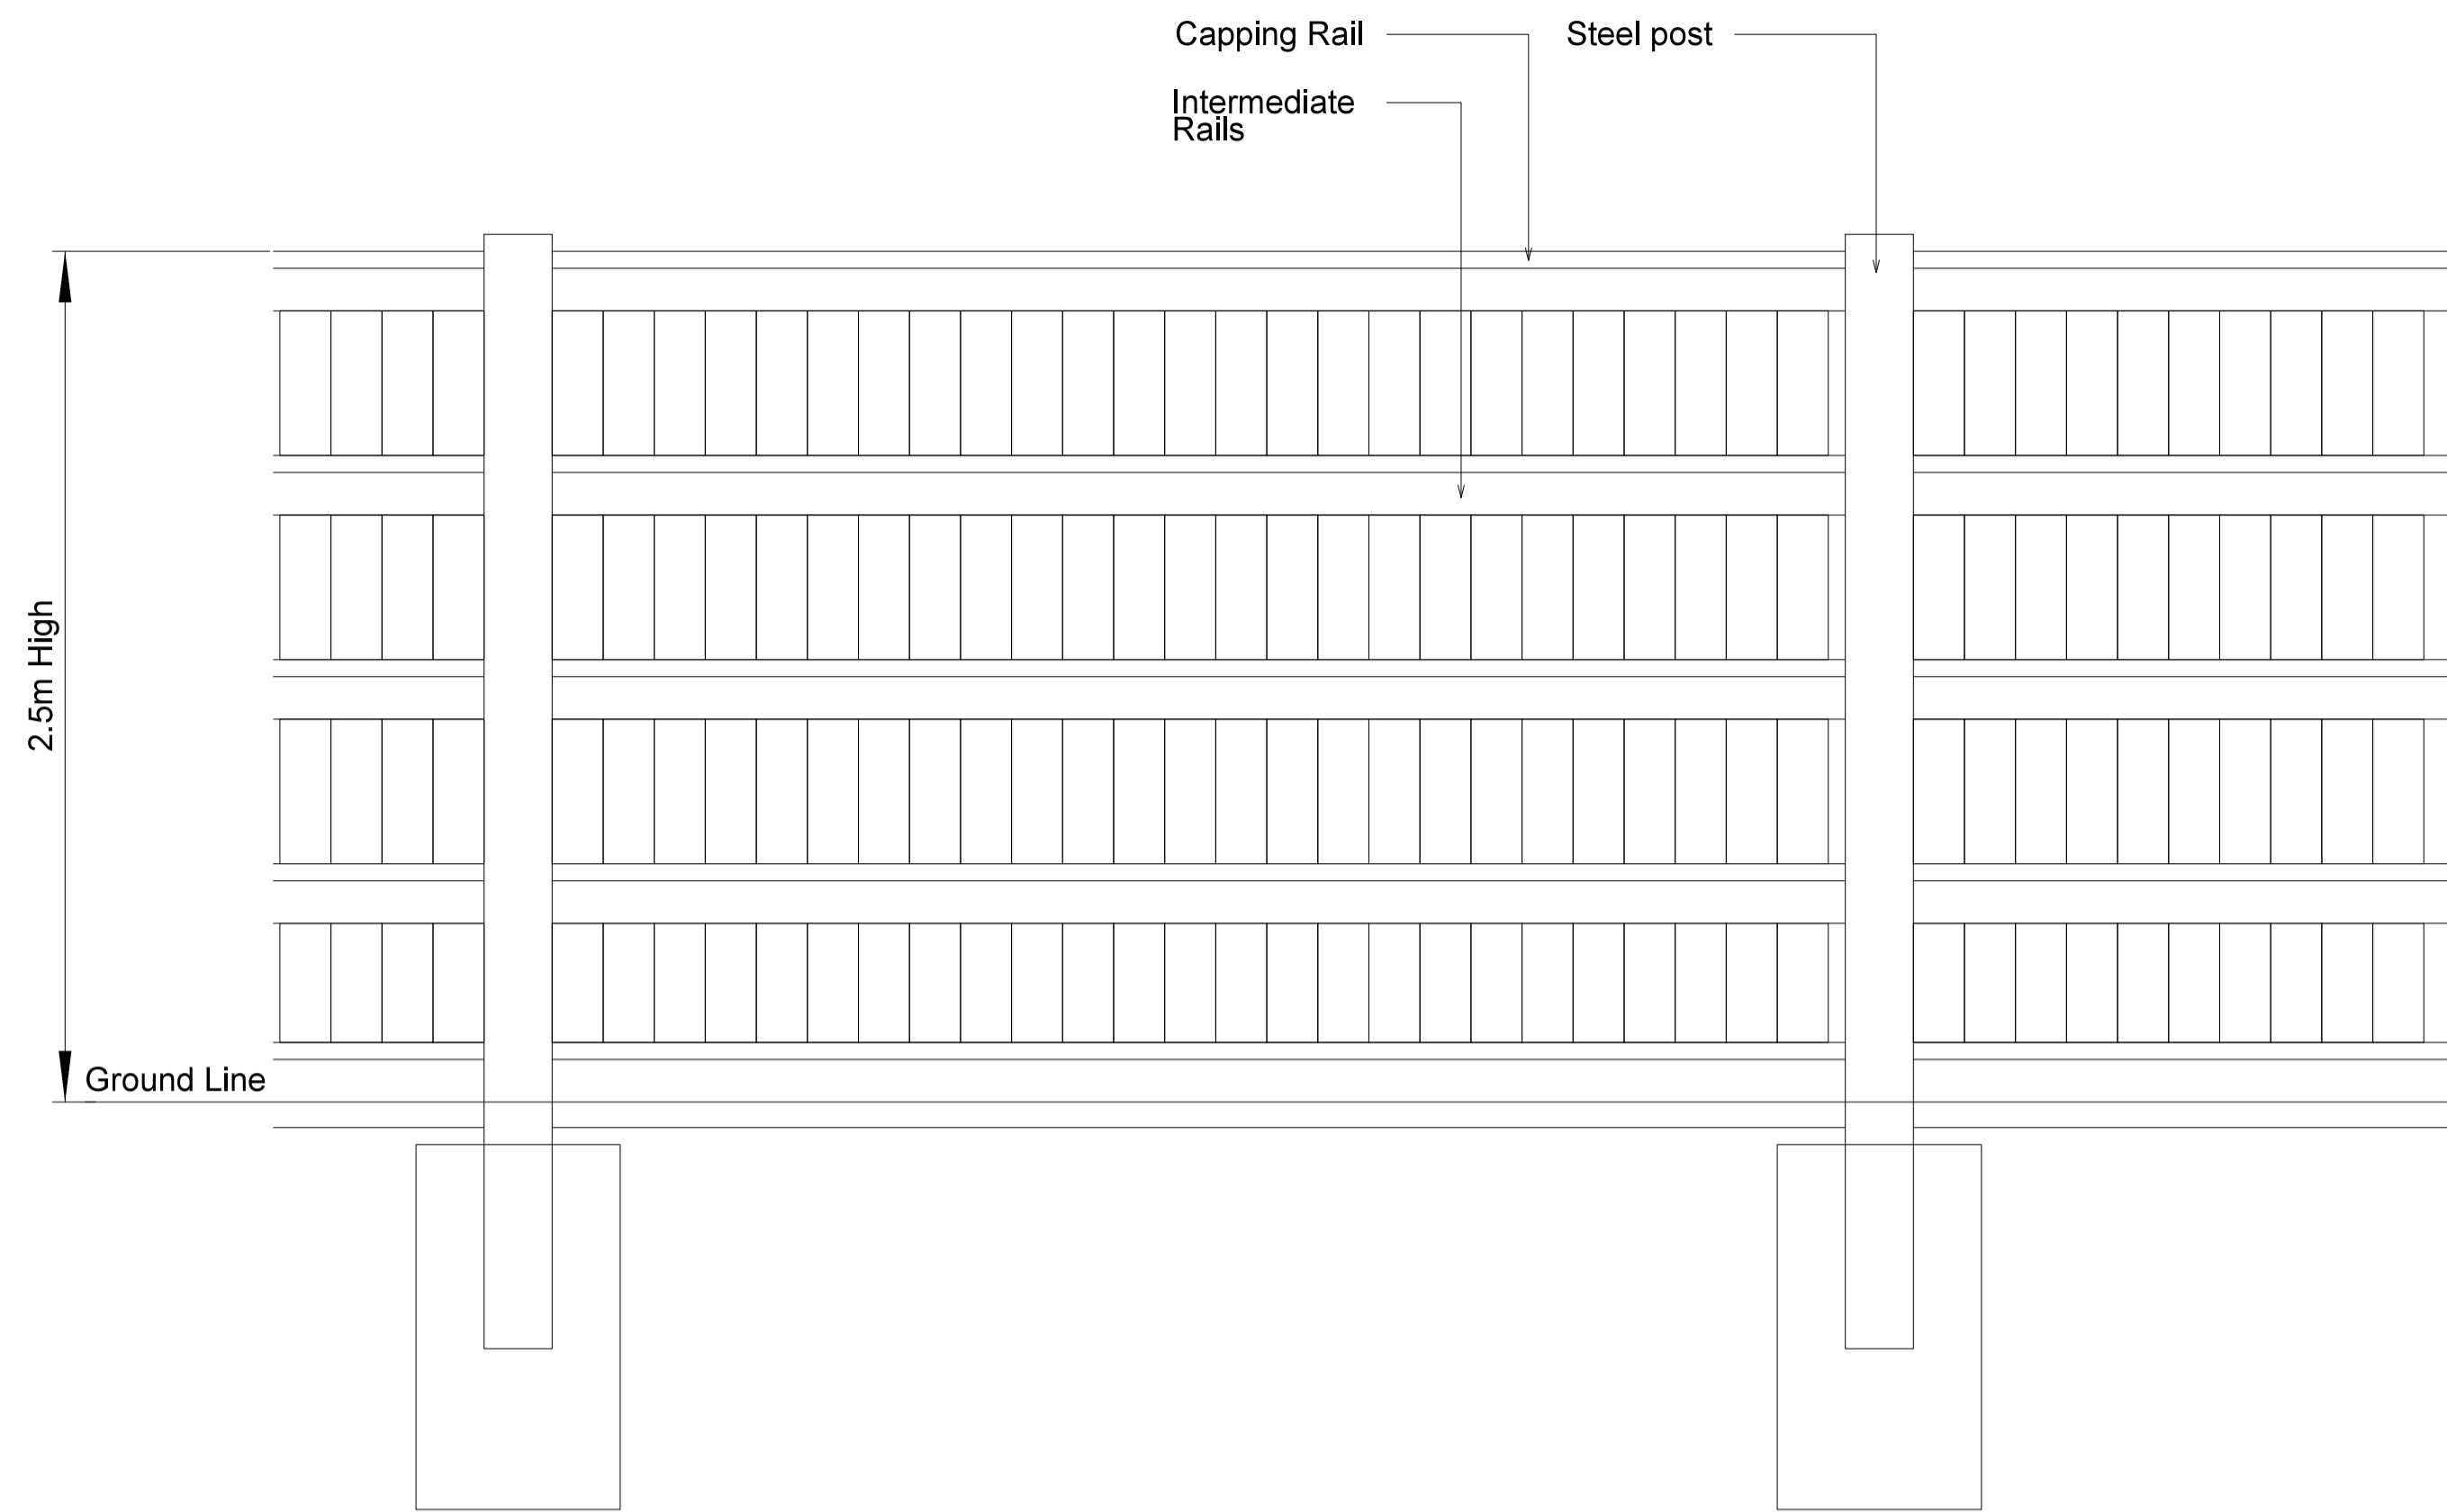 Capping Rail
Steel post
Intermediate
Rails
2.5m High
Ground Line